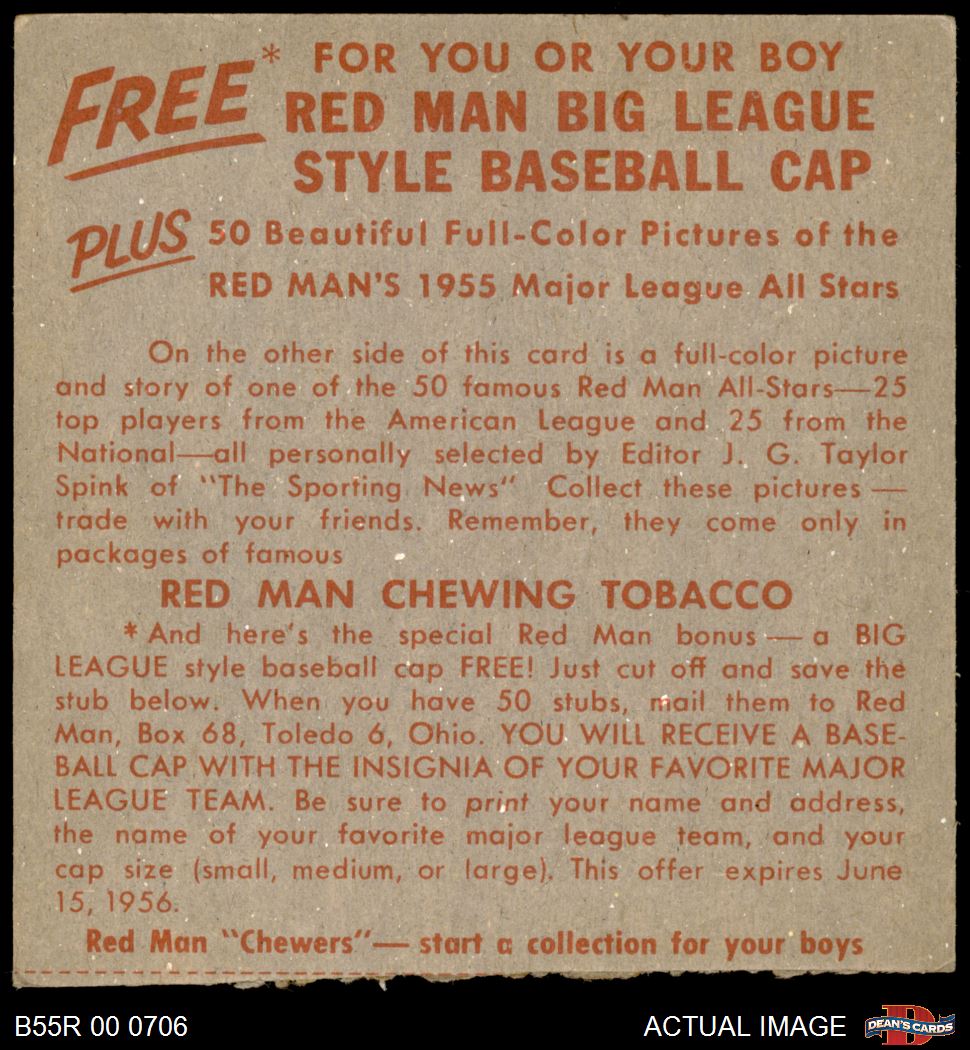 FREE* FOR YOU OR YOUR BOY
RED MAN BIG LEAGUE
STYLE BASEBALL CAP
PLUS 50 Beautiful Full-Color Pictures of the
RED MAN'S 1955 Major League All Stars
On the other side of this card is a full-color picture
and story of one of the 50 famous Red Man All-Stars—25
top players from the American League and 25 from the
National—all personally selected by Editor J. G. Taylor
Spink of "The Sporting News" Collect these pictures —
trade with your friends. Remember, they come only in
packages of famous
RED MAN CHEWING TOBACCO
* And here's the special Red Man bonus — a BIG
LEAGUE style baseball cap FREE! Just cut off and save the
stub below. When you have 50 stubs, mail them to Red
Man, Box 68, Toledo 6, Ohio. YOU WILL RECEIVE A BASE-
BALL CAP WITH THE INSIGNIA OF YOUR FAVORITE MAJOR
LEAGUE TEAM. Be sure to print your name and address,
the name of your favorite major league team, and your
cap size (small, medium, or large). This offer expires June
15, 1956.
Red Man "Chewers"— start a collection for your boys
B55R 00 0706
ACTUAL IMAGE
DEAN'S CARDS